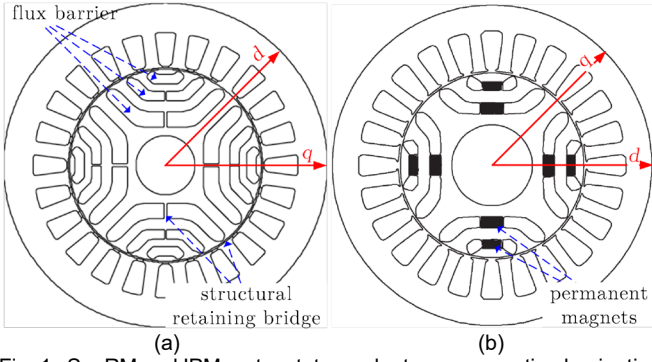 flux barrier
d
q
structural
retaining bridge
(a)
q
d
permanent
magnets
(b)